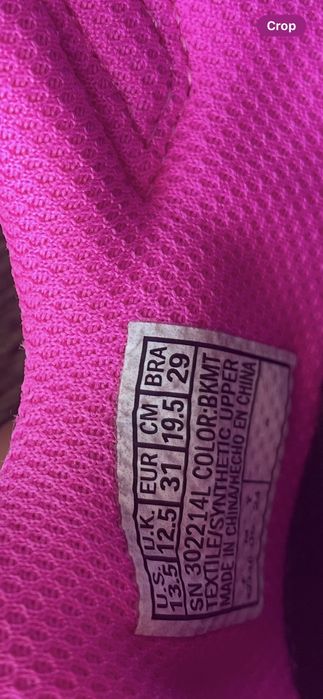 Crop
U.S. U.K. EUR CM BRA
13.5 12.5 31 19.5 29
SN 302214L COLOR:BKMT
TEXTILE/SYNTHETIC UPPER
MADE IN CHINA/HECHO EN CHINA